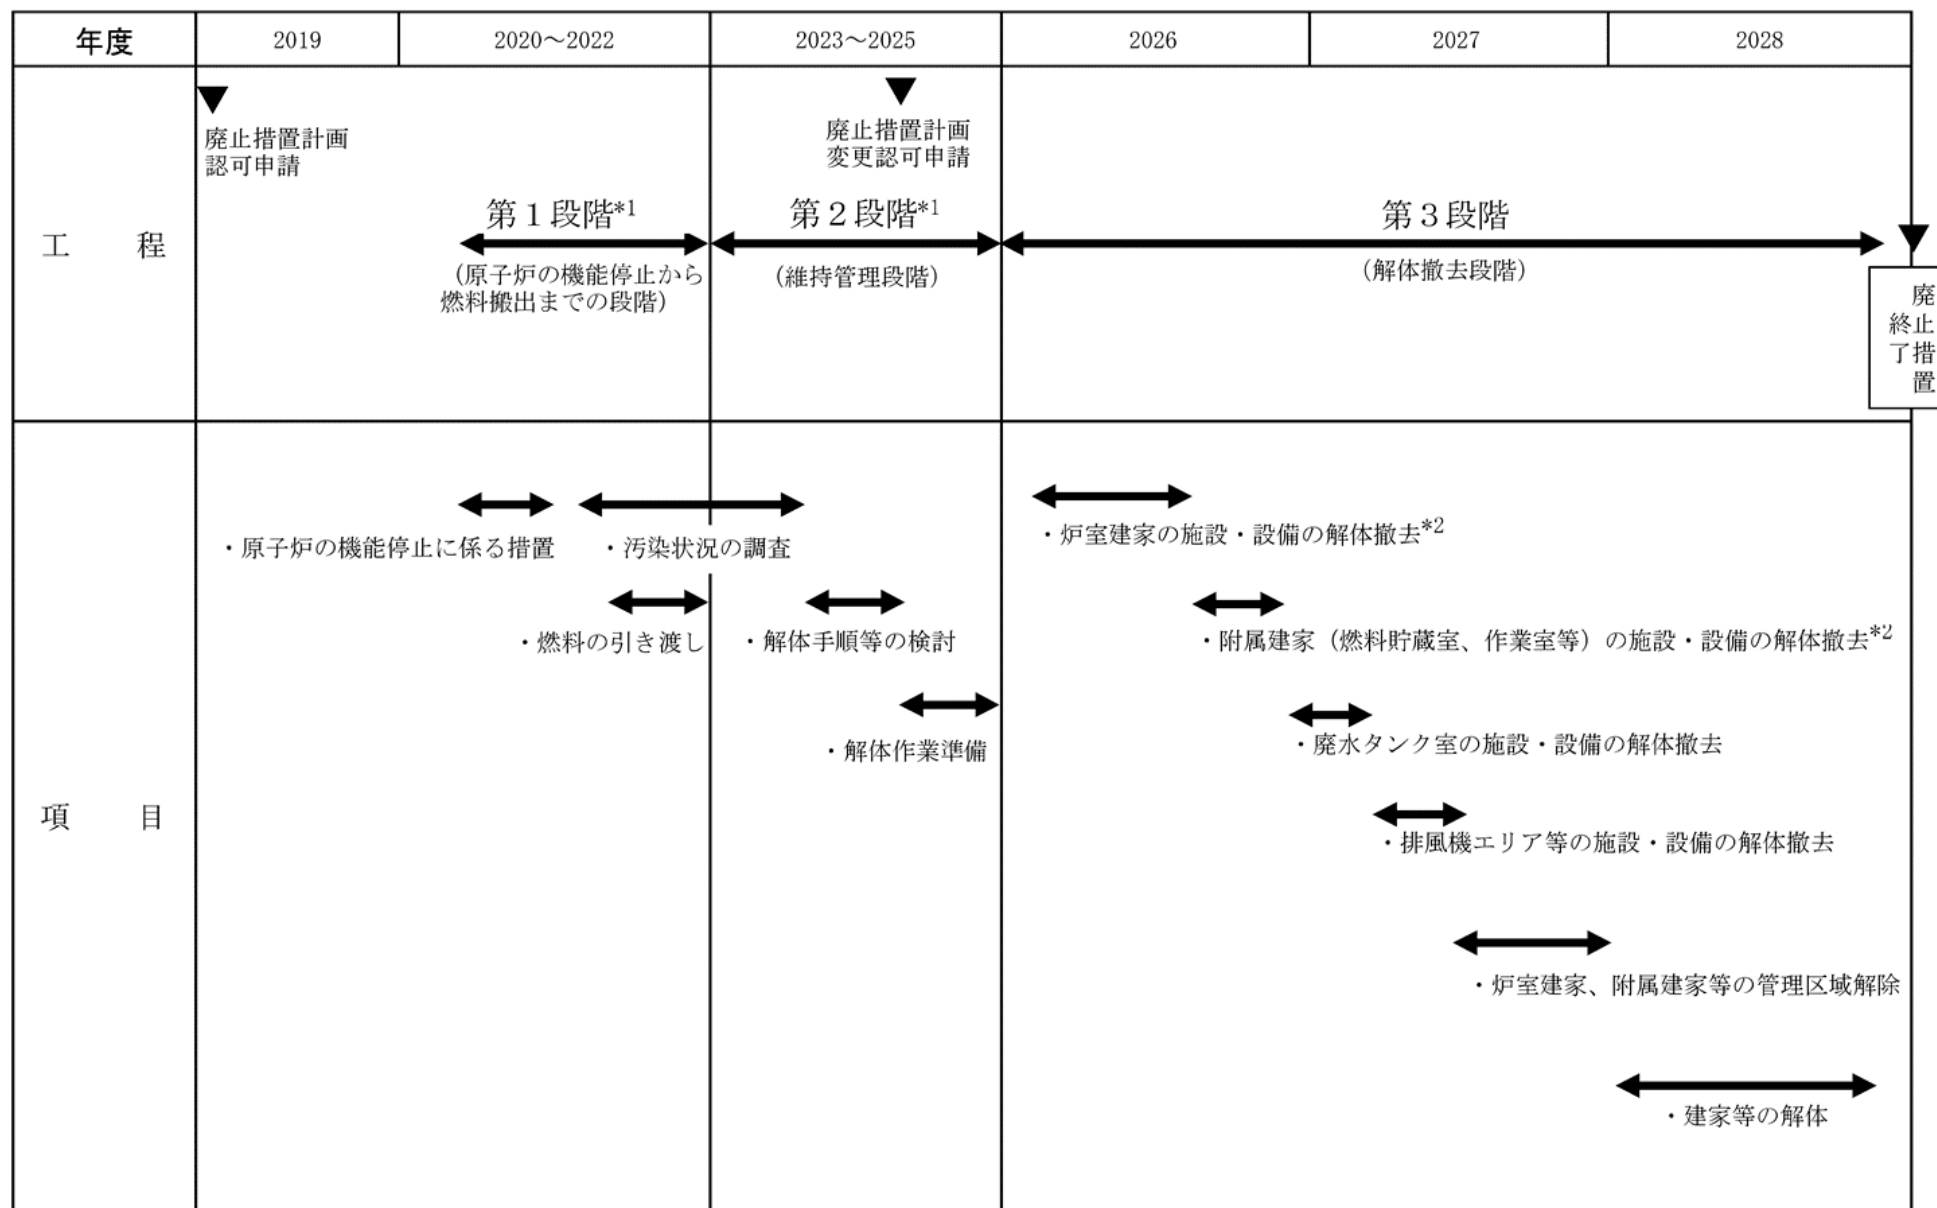 年度 2019 2020～2022 2023～2025 2026 2027 2028
工 程
廃止措置計画
認可申請
廃止措置計画
変更認可申請
第１段階*1
(原子炉の機能停止から
燃料搬出までの段階)
第２段階*1
(維持管理段階)
第３段階
(解体撤去段階)
廃
終止
了措
置
項 目
・原子炉の機能停止に係る措置
・汚染状況の調査
・燃料の引き渡し
・解体手順等の検討
・解体作業準備
・炉室建家の施設・設備の解体撤去*2
・附属建家（燃料貯蔵室、作業室等）の施設・設備の解体撤去*2
・廃水タンク室の施設・設備の解体撤去
・排風機エリア等の施設・設備の解体撤去
・炉室建家、附属建家等の管理区域解除
・建家等の解体